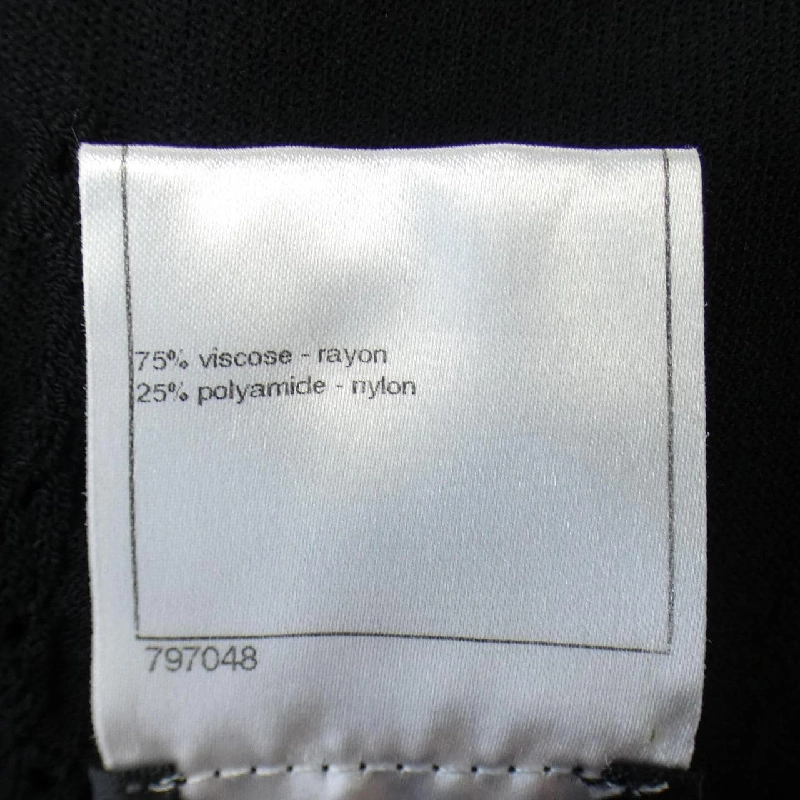 75% viscose - rayon
25% polyamide - nylon
797048